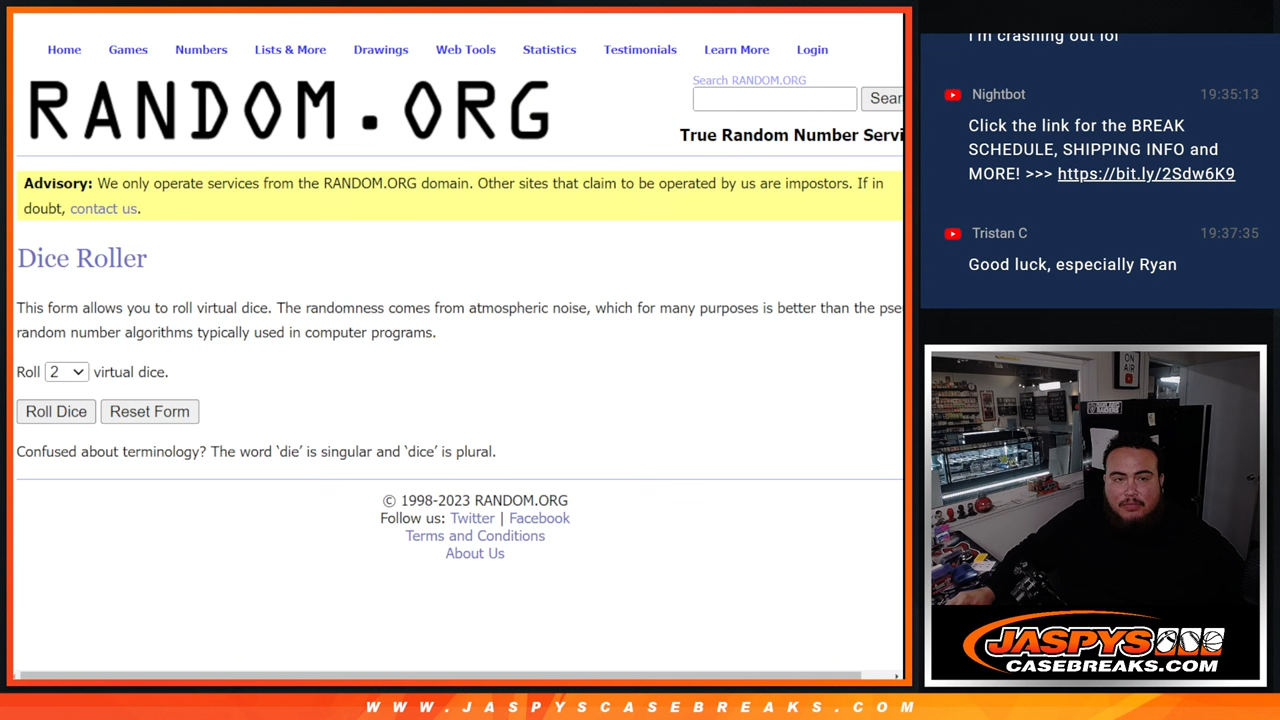 Home Games Numbers Lists & More Drawings Web Tools Statistics Testimonials Learn More Login
RANDOM.ORG
Search RANDOM.ORG
Sear
True Random Number Servi
Advisory: We only operate services from the RANDOM.ORG domain. Other sites that claim to be operated by us are impostors. If in
doubt, contact us.
Dice Roller
This form allows you to roll virtual dice. The randomness comes from atmospheric noise, which for many purposes is better than the pse
random number algorithms typically used in computer programs.
Roll 2 virtual dice.
Roll Dice Reset Form
Confused about terminology? The word ‘die’ is singular and ‘dice’ is plural.
© 1998-2023 RANDOM.ORG
Follow us: Twitter | Facebook
Terms and Conditions
About Us
I'm crashing out lol
Nightbot 19:35:13
Click the link for the BREAK
SCHEDULE, SHIPPING INFO and
MORE! >>> https://bit.ly/2Sdw6K9
Tristan C 19:37:35
Good luck, especially Ryan
ON
AIR
JASPYS
CASEBREAKS.COM
WWW.JASPYSCASEBREAKS.COM